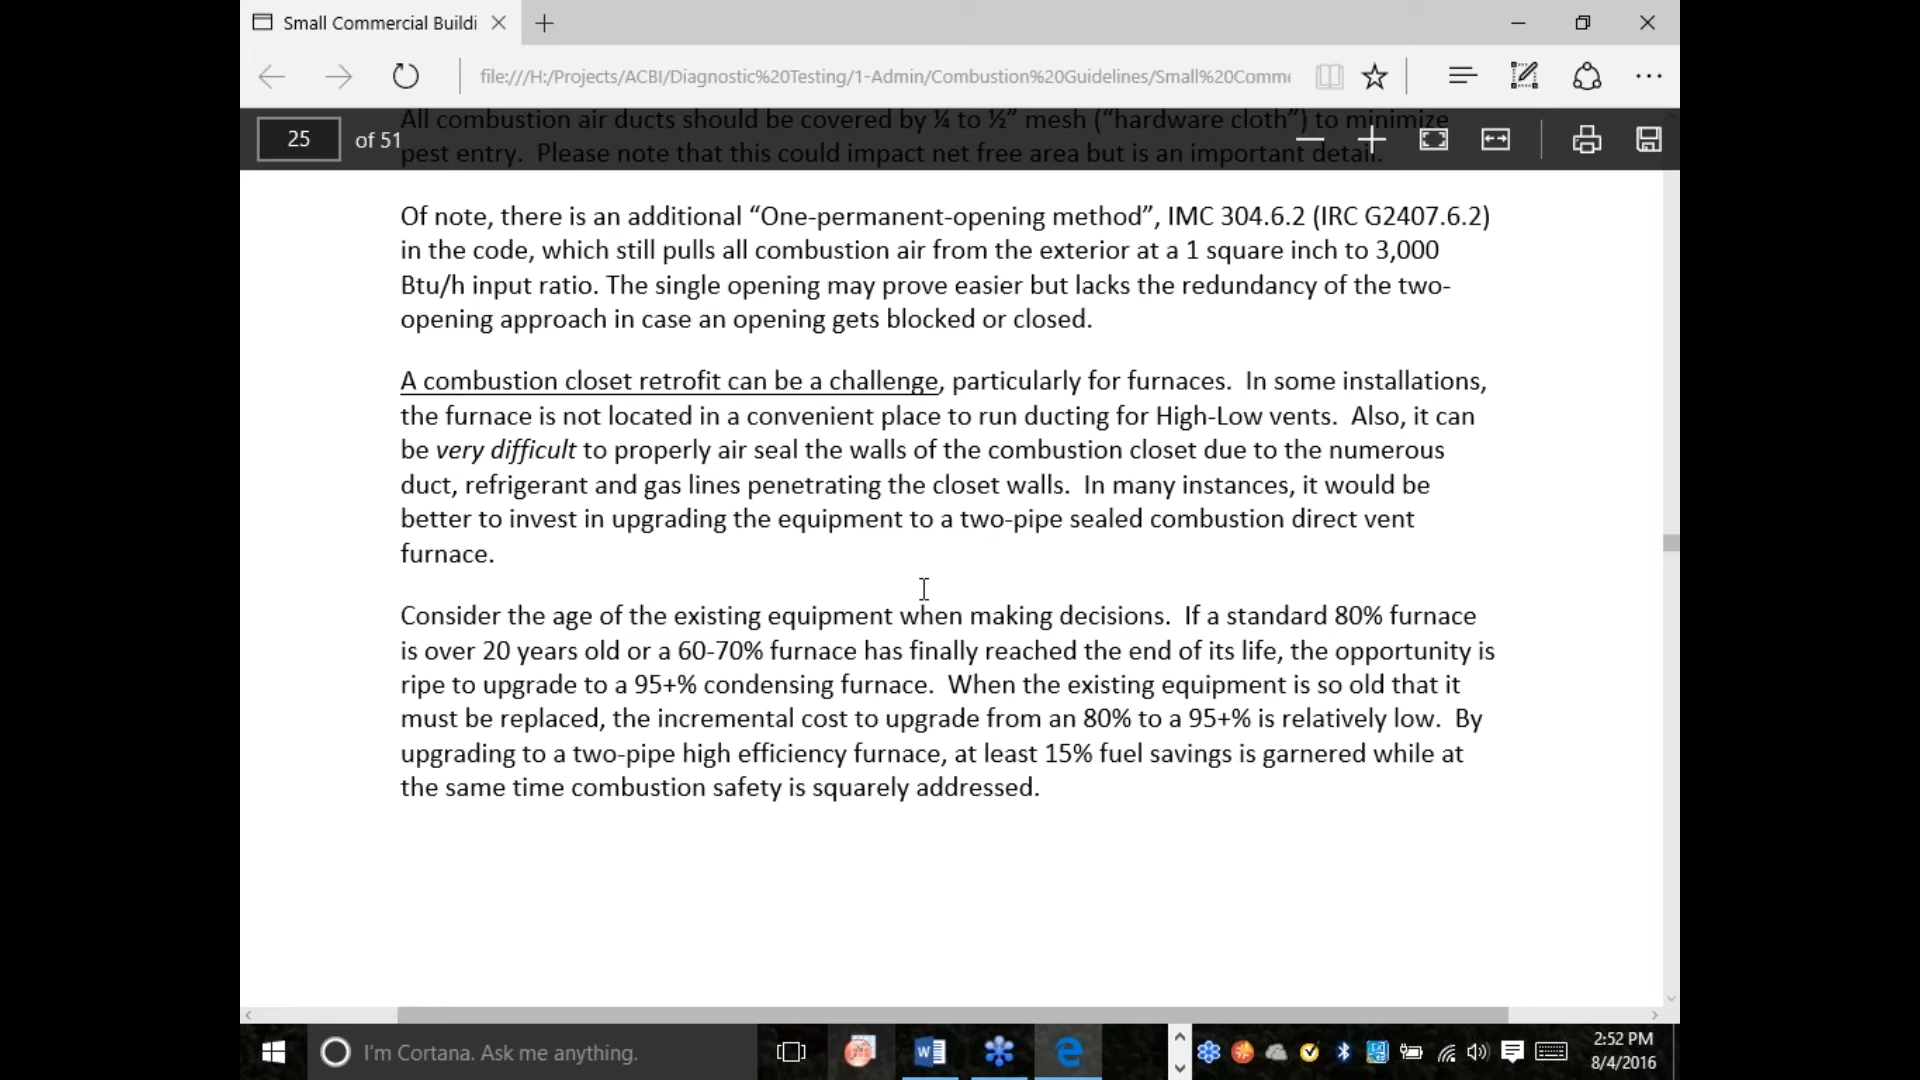 Small Commercial Buildi
file:///H:/Projects/ACBI/Diagnostic%20Testing/1-Admin/Combustion%20Guidelines/Small%20Comme
All combustion air ducts should be covered by ¼ to ½” mesh (“hardware cloth”) to minimize
25 of 51
pest entry.  Please note that this could impact net free area but is an important detail.
Of note, there is an additional “One-permanent-opening method”, IMC 304.6.2 (IRC G2407.6.2)
in the code, which still pulls all combustion air from the exterior at a 1 square inch to 3,000
Btu/h input ratio. The single opening may prove easier but lacks the redundancy of the two-
opening approach in case an opening gets blocked or closed.
A combustion closet retrofit can be a challenge, particularly for furnaces.  In some installations,
the furnace is not located in a convenient place to run ducting for High-Low vents.  Also, it can
be very difficult to properly air seal the walls of the combustion closet due to the numerous
duct, refrigerant and gas lines penetrating the closet walls.  In many instances, it would be
better to invest in upgrading the equipment to a two-pipe sealed combustion direct vent
furnace.
Consider the age of the existing equipment when making decisions.  If a standard 80% furnace
is over 20 years old or a 60-70% furnace has finally reached the end of its life, the opportunity is
ripe to upgrade to a 95+% condensing furnace.  When the existing equipment is so old that it
must be replaced, the incremental cost to upgrade from an 80% to a 95+% is relatively low.  By
upgrading to a two-pipe high efficiency furnace, at least 15% fuel savings is garnered while at
the same time combustion safety is squarely addressed.
I'm Cortana. Ask me anything.
2:52 PM
8/4/2016